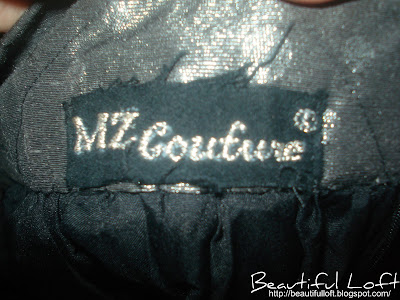 MZ Couture®
Beautiful Loft
http://beautifulloft.blogspot.com/